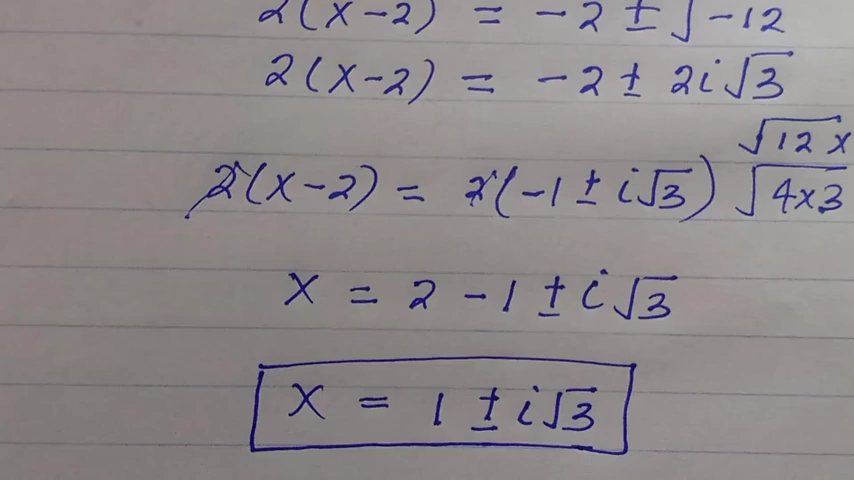 2(x-2) = -2 ± √-12
2(x-2) = -2 ± 2i√3
√12 x
2(x-2) = 2(-1 ± i√3) √4x3
x = 2 - 1 ± i√3
x = 1 ± i√3